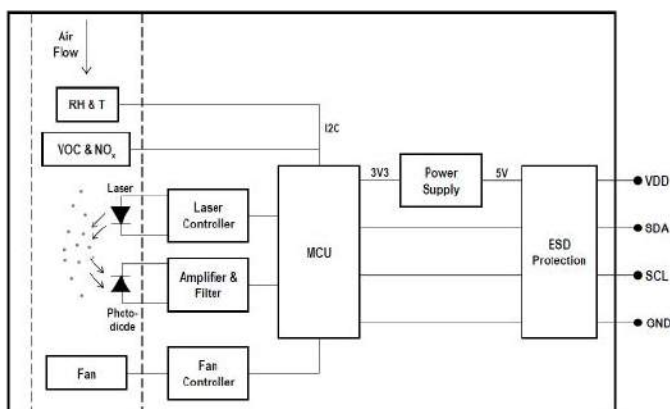 Air
Flow
RH & T
I2C
VOC & NOx
Laser
Laser
Controller
MCU
3V3
Power
Supply
5V
ESD
Protection
VDD
SDA
SCL
GND
Amplifier &
Filter
Photo-
diode
Fan
Fan
Controller